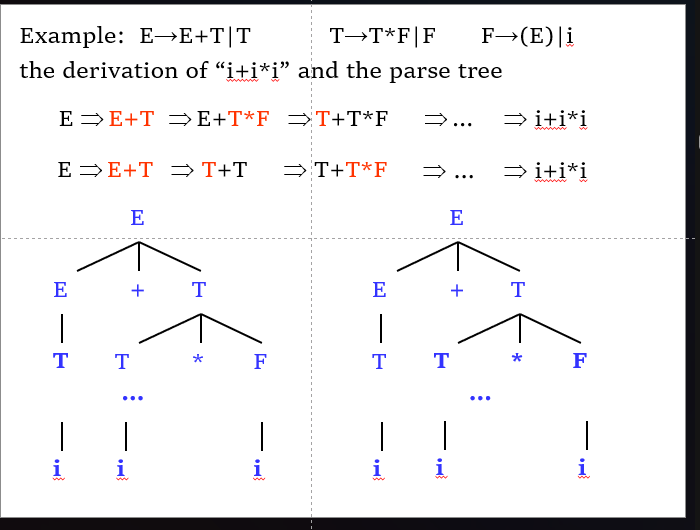 Example: E→E+T|T T→T*F|F F→(E)|i
the derivation of “i+i*i” and the parse tree
E ⇒ E+T ⇒ E+T*F ⇒ T+T*F ⇒ … ⇒ i+i*i
E ⇒ E+T ⇒ T+T ⇒ T+T*F ⇒ … ⇒ i+i*i
E E
E + T E + T
T T * F T T * F
… …
i i i i i i